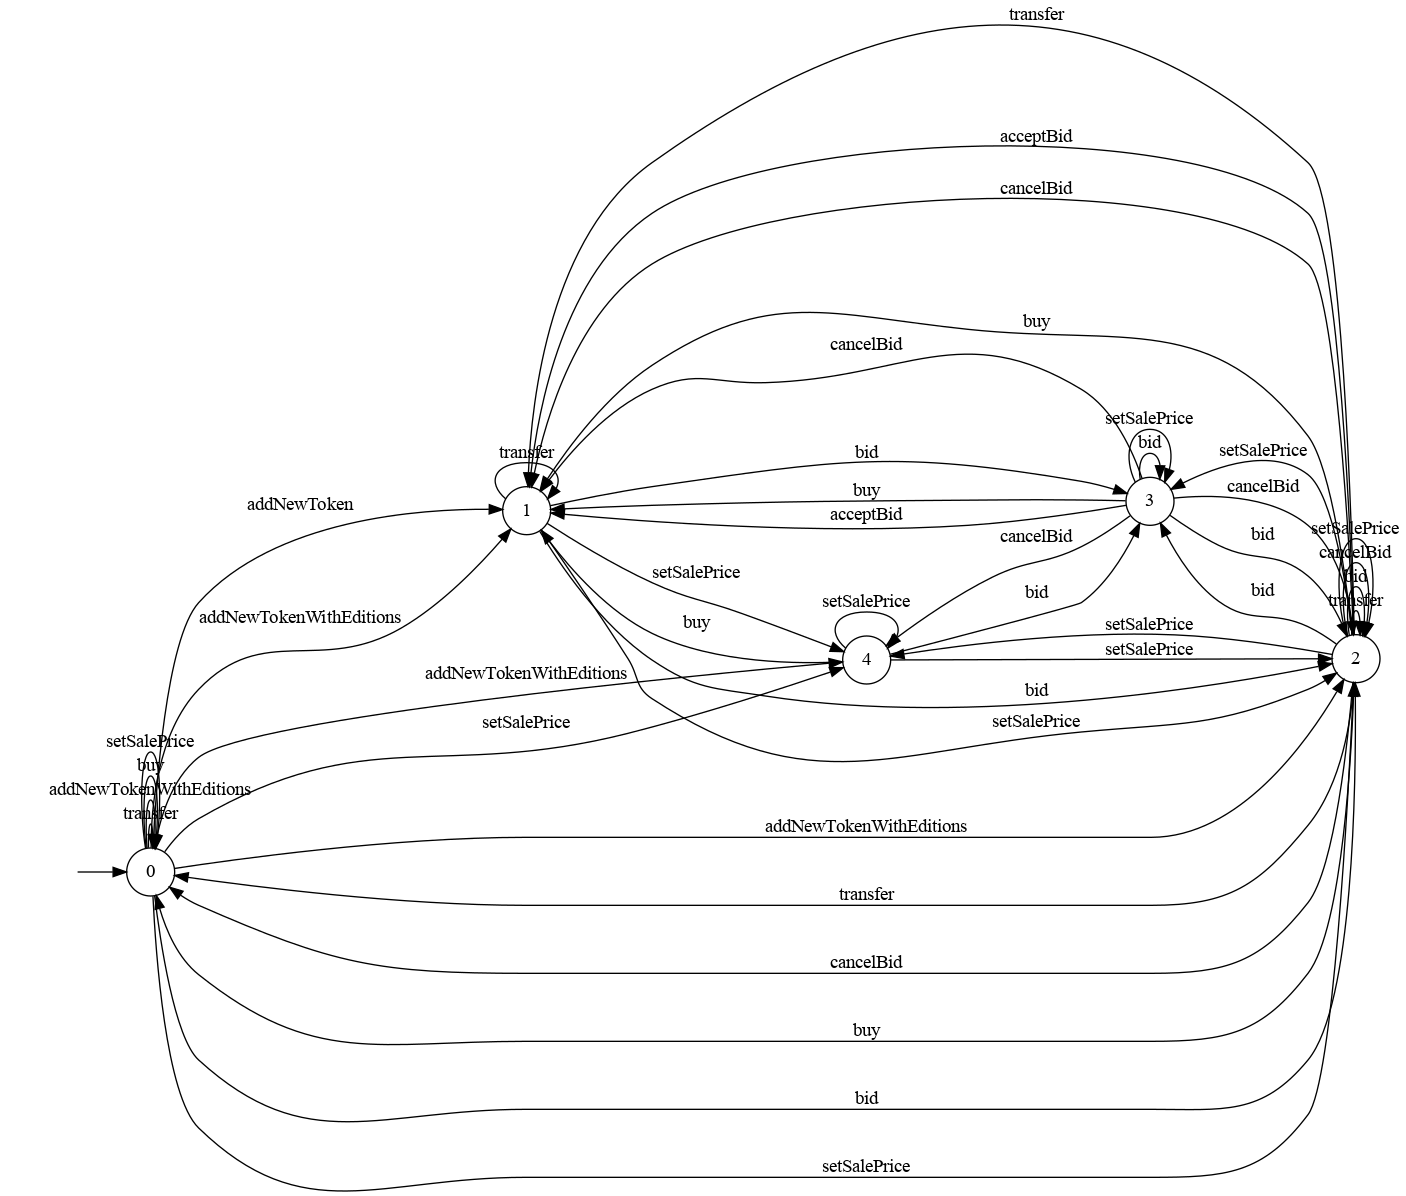 transfer
acceptBid
cancelBid
buy
cancelBid
setSalePrice
bid
transfer
bid
setSalePrice
buy
cancelBid
acceptBid
addNewToken
3
1
setSalePrice
cancelBid
bid
cancelBid
bid
setSalePrice
bid
transfer
bid
bid
setSalePrice
addNewTokenWithEditions
buy
setSalePrice
setSalePrice
4
2
addNewTokenWithEditions
bid
setSalePrice
setSalePrice
setSalePrice
buy
addNewTokenWithEditions
transfer
addNewTokenWithEditions
0
transfer
cancelBid
buy
bid
setSalePrice